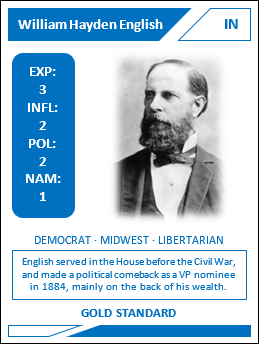 William Hayden English IN
EXP:
3
INFL:
2
POL:
2
NAM:
1
DEMOCRAT · MIDWEST · LIBERTARIAN
English served in the House before the Civil War,
and made a political comeback as a VP nominee
in 1884, mainly on the back of his wealth.
GOLD STANDARD